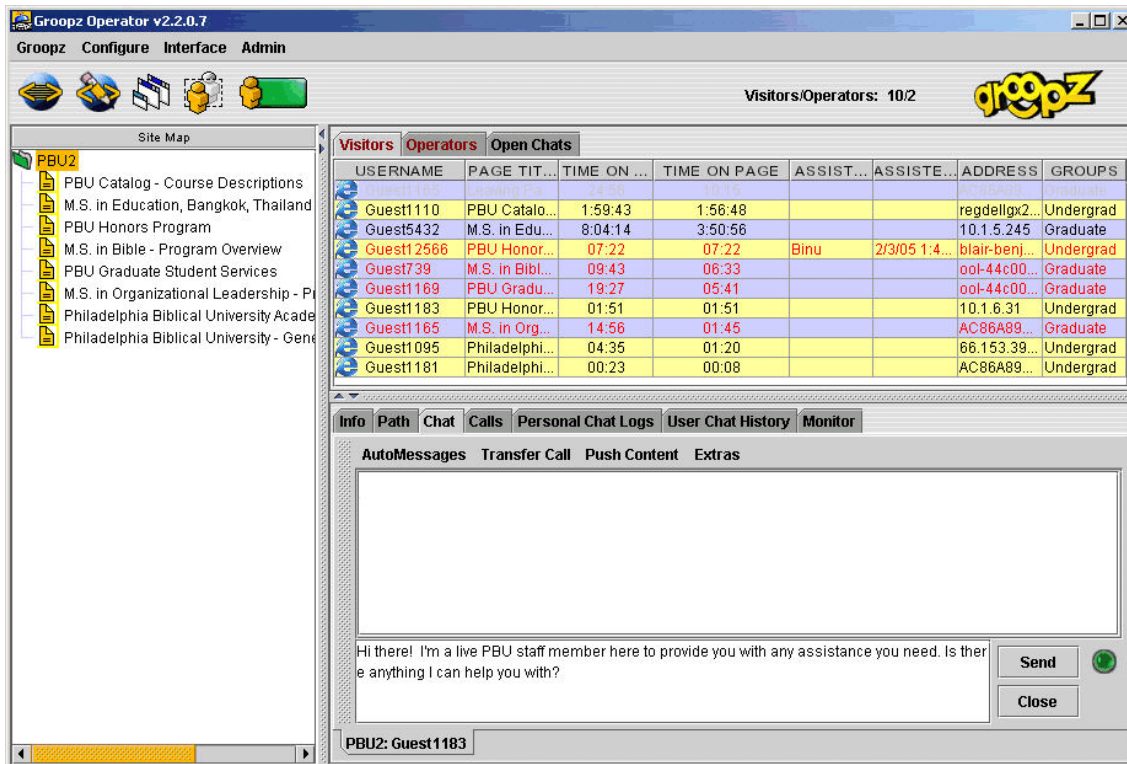 Groopz Operator v2.2.0.7
Groopz Configure Interface Admin
Visitors/Operators: 10/2
groopz
Site Map
PBU2
PBU Catalog - Course Descriptions
M.S. in Education, Bangkok, Thailand
PBU Honors Program
M.S. in Bible - Program Overview
PBU Graduate Student Services
M.S. in Organizational Leadership - Pr
Philadelphia Biblical University Acade
Philadelphia Biblical University - Gene
Visitors Operators Open Chats
USERNAME PAGE TIT... TIME ON ... TIME ON PAGE ASSIST... ASSISTE... ADDRESS GROUPS
Guest1165 Leaving Pa... 24:56 10:15 AC86A89... Graduate
Guest1110 PBU Catalo... 1:59:43 1:56:48 regdellgx2... Undergrad
Guest5432 M.S. in Edu... 8:04:14 3:50:56 10.1.5.245 Graduate
Guest12566 PBU Honor... 07:22 07:22 Binu 2/3/05 1:4... blair-benj... Undergrad
Guest739 M.S. in Bibl... 09:43 06:33 ool-44c00... Graduate
Guest1169 PBU Gradu... 19:27 05:41 ool-44c00... Graduate
Guest1183 PBU Honor... 01:51 01:51 10.1.6.31 Undergrad
Guest1165 M.S. in Org... 14:56 01:45 AC86A89... Graduate
Guest1095 Philadelphi... 04:35 01:20 66.153.39... Undergrad
Guest1181 Philadelphi... 00:23 00:08 AC86A89... Undergrad
Info Path Chat Calls Personal Chat Logs User Chat History Monitor
AutoMessages Transfer Call Push Content Extras
Hi there! I'm a live PBU staff member here to provide you with any assistance you need. Is ther
e anything I can help you with?
Send
Close
PBU2: Guest1183